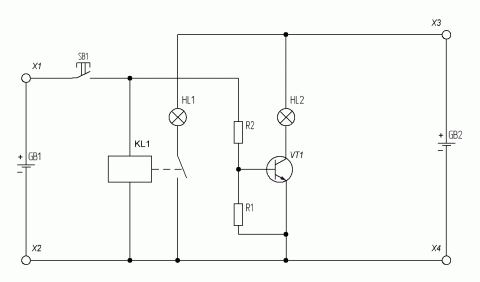 X3
X1
SB1
HL1
HL2
R2
GB2
+
−
KL1
VT1
GB1
+
−
R1
X2
X4